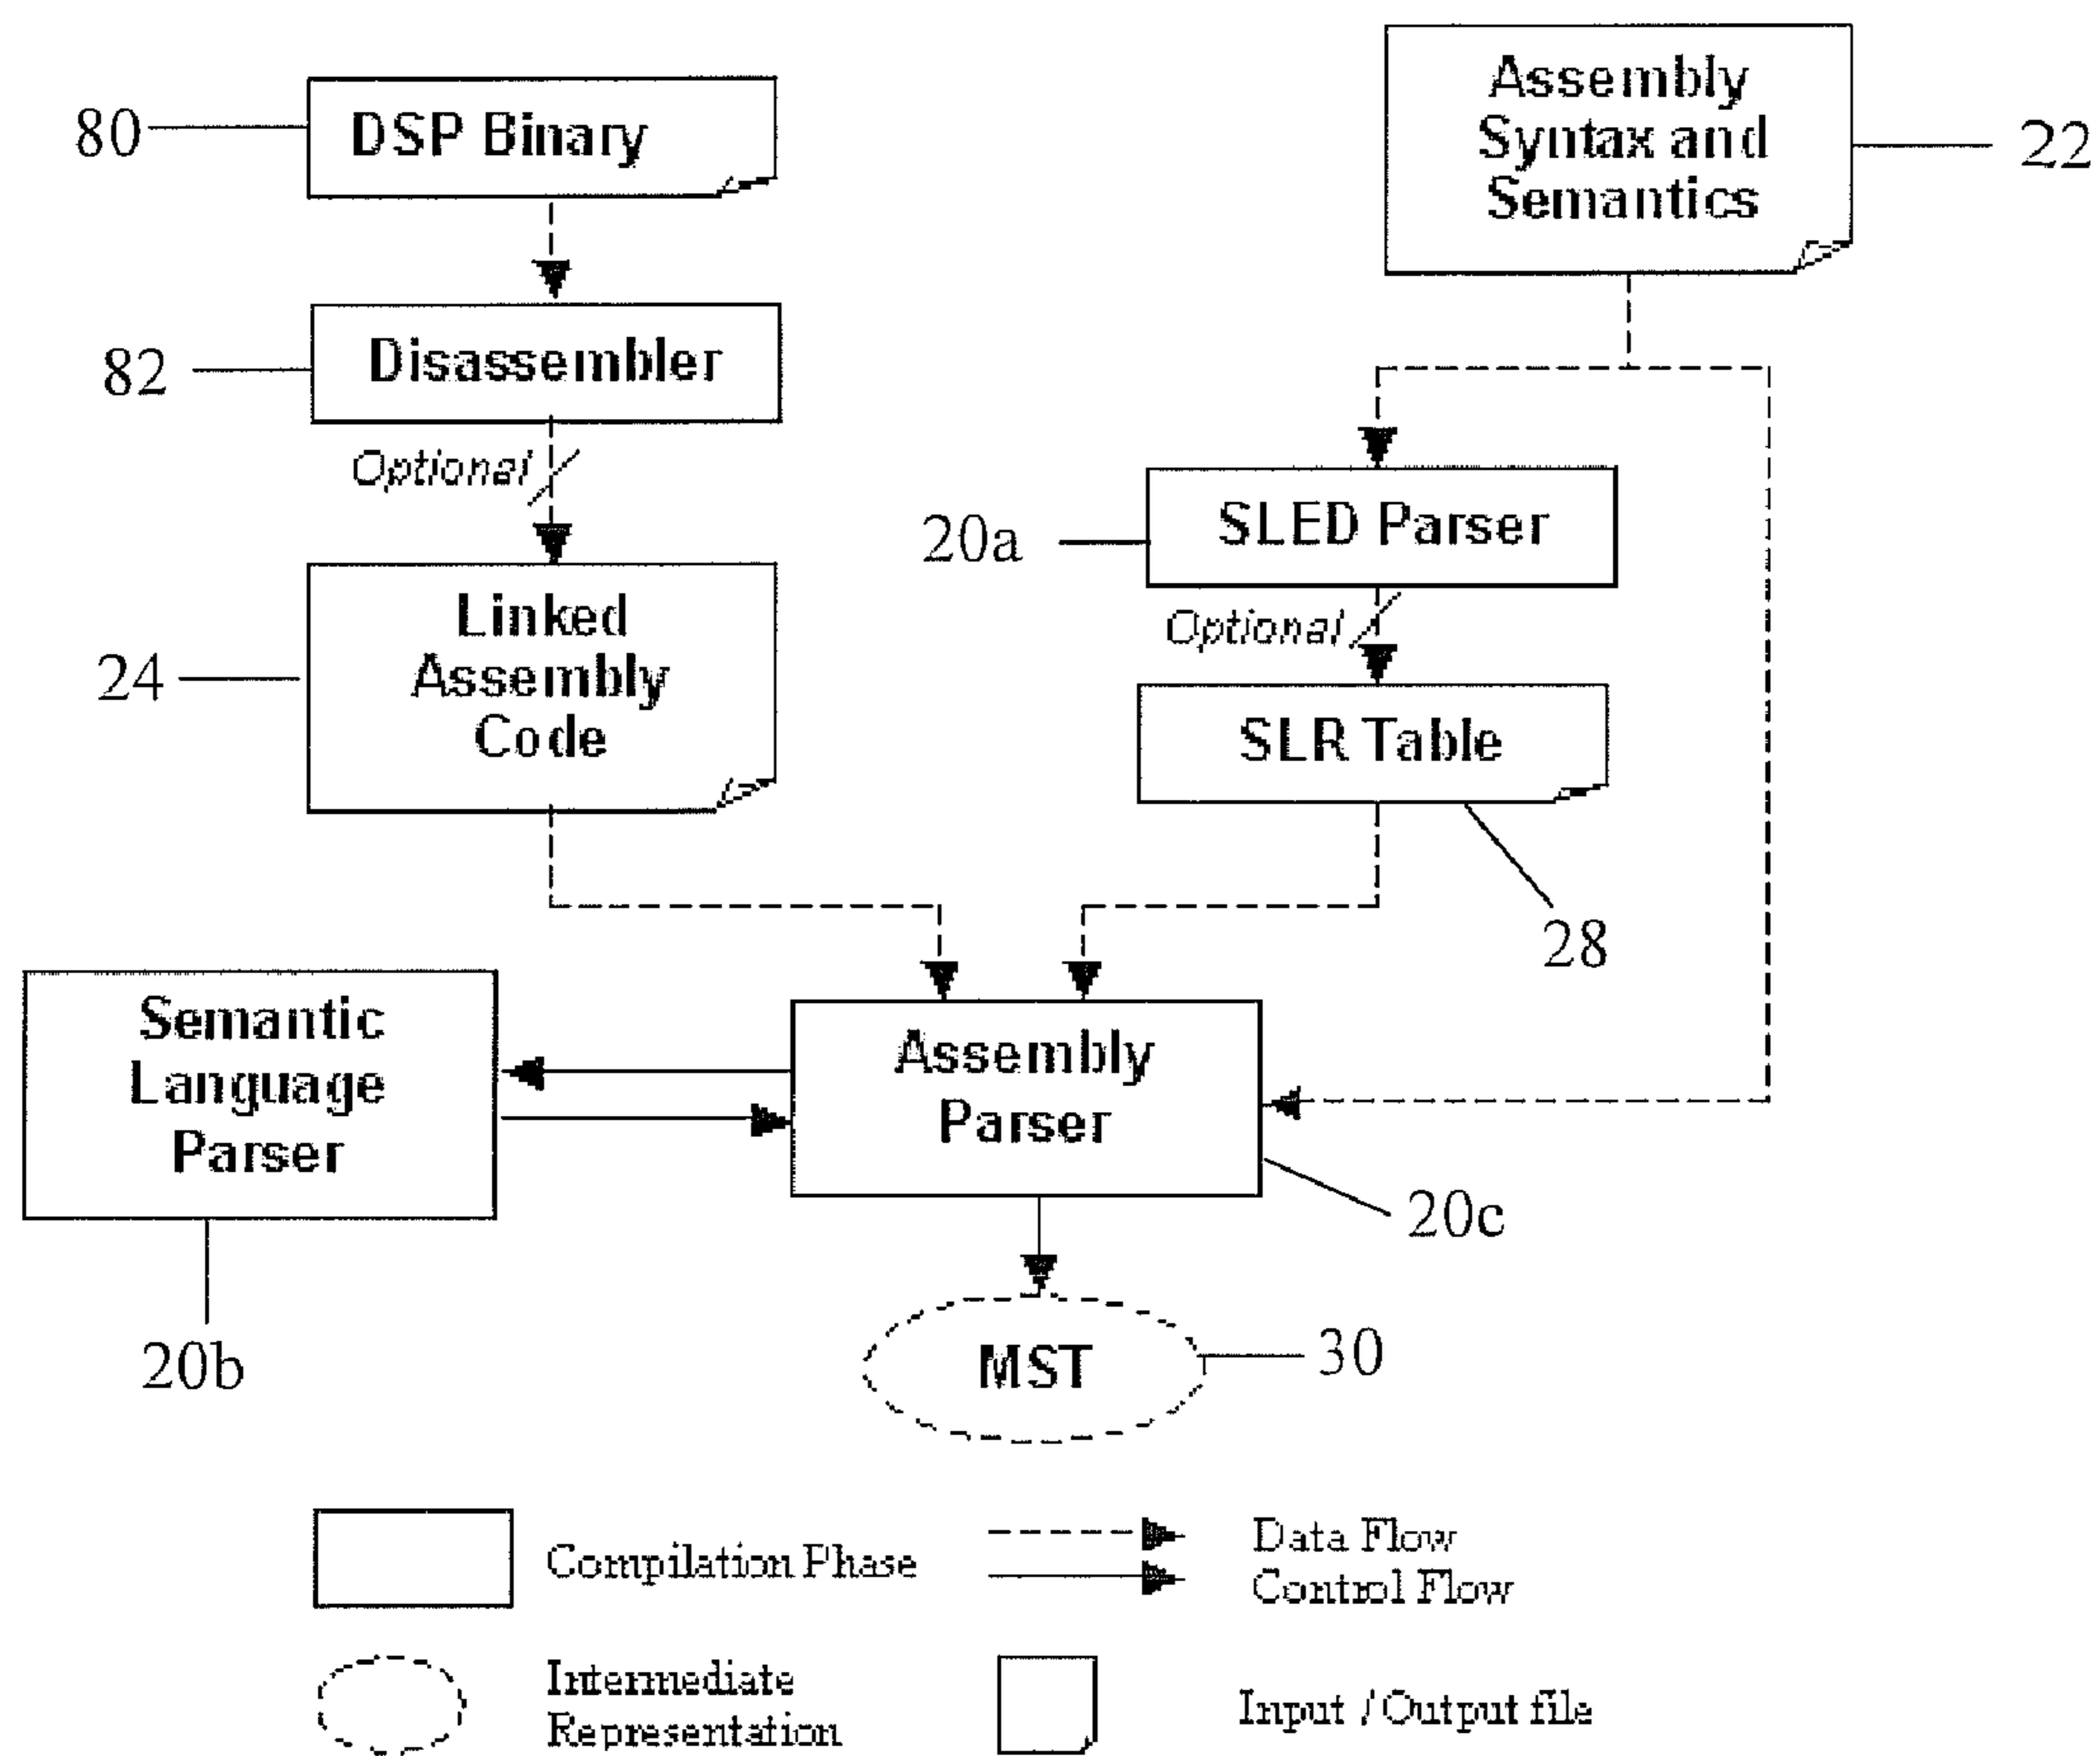 80
DSP Binary
Assembly
Syntax and
Semantics
22
82
Disassembler
Optional
20a
SLED Parser
Optional
24
Linked
Assembly
Code
SLR Table
28
Semantic
Language
Parser
Assembly
Parser
20c
20b
MST
30
Compilation Phase
Data Flow
Control Flow
Intermediate
Representation
Input / Output file